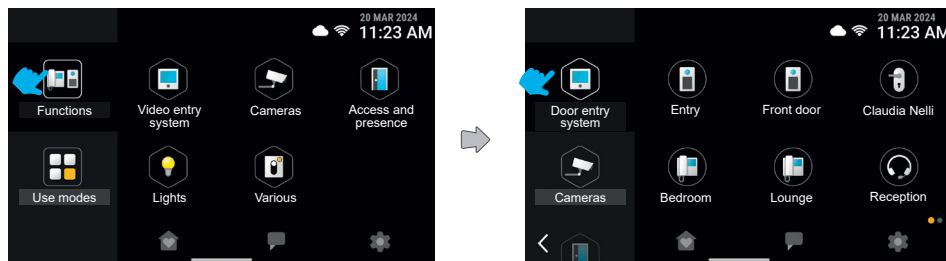 20 MAR 2024
11:23 AM
Functions
Video entry
system
Cameras
Access and
presence
Use modes
Lights
Various
20 MAR 2024
11:23 AM
Door entry
system
Entry
Front door
Claudia Nelli
Cameras
Bedroom
Lounge
Reception